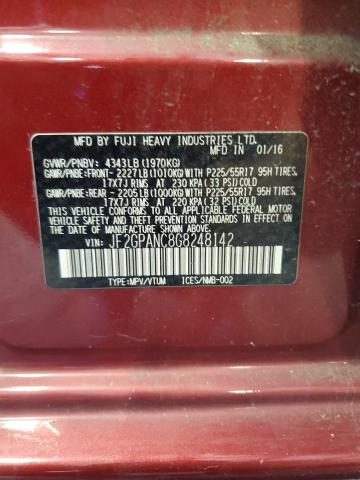 MFD BY FUJI HEAVY INDUSTRIES LTD.
MFD IN 01/16
GVWR/PNBV: 4343LB(1970KG)
GAWR/PNBE:FRONT- 2227LB(1010KG)WITH P225/55R17 95H TIRES,
17X7J RIMS AT 230 KPA(33 PSI)COLD
GAWR/PNBE:REAR - 2205LB(1000KG)WITH P225/55R17 95H TIRES,
17X7J RIMS AT 220 KPA(32 PSI)COLD
THIS VEHICLE CONFORMS TO ALL APPLICABLE FEDERAL MOTOR
VEHICLE SAFETY AND THEFT PREVENTION STANDARDS IN EFFECT ON THE
DATE OF MANUFACTURE SHOWN ABOVE.
VIN: JF2GPANC8G8248142
TYPE:MPV/VTUM ICES/NMB-002